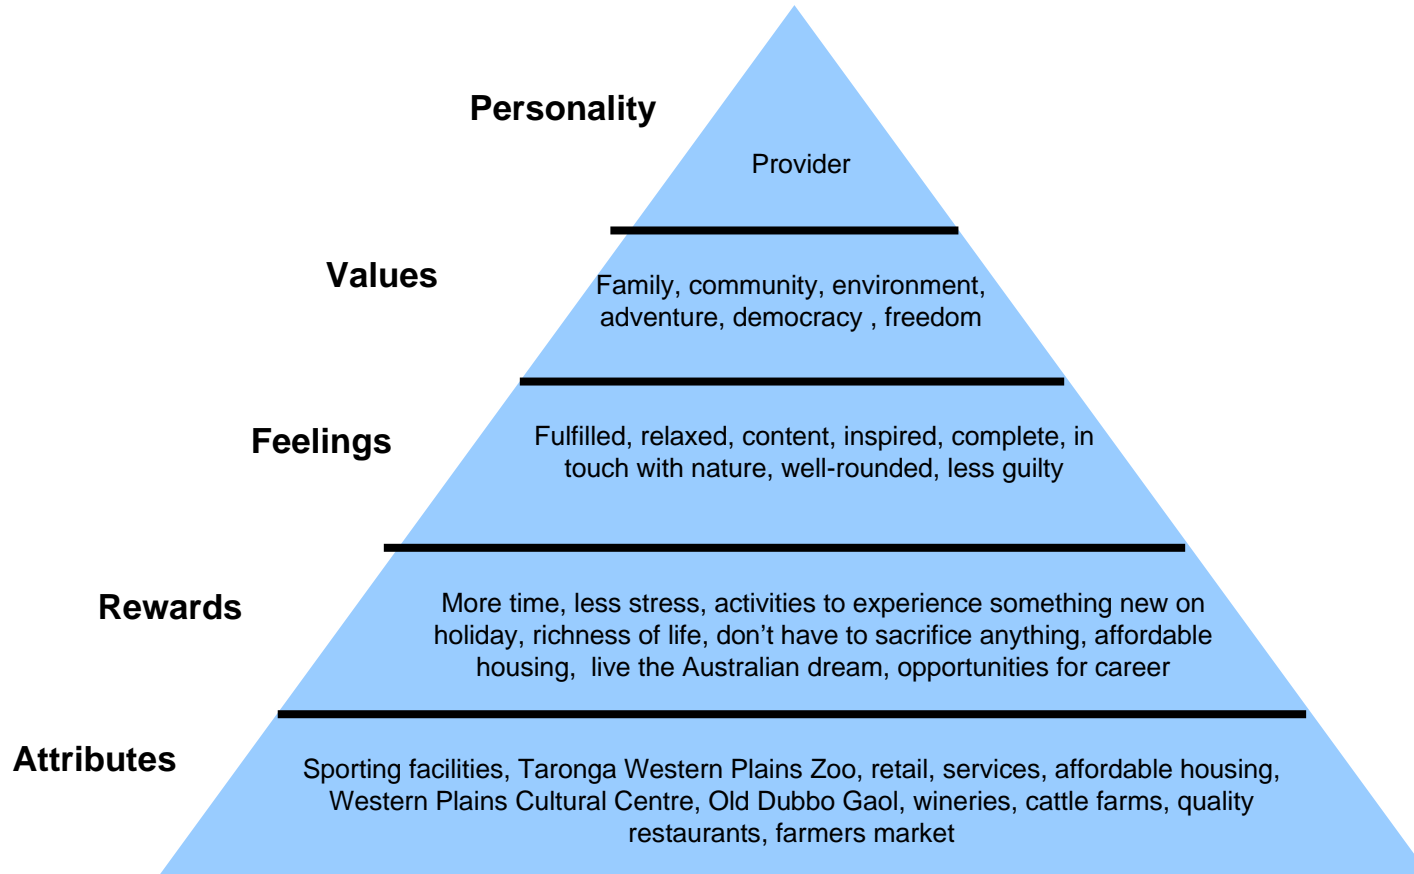 Personality
Provider
Values
Family, community, environment,
adventure, democracy , freedom
Feelings
Fulfilled, relaxed, content, inspired, complete, in
touch with nature, well-rounded, less guilty
Rewards
More time, less stress, activities to experience something new on
holiday, richness of life, don’t have to sacrifice anything, affordable
housing,  live the Australian dream, opportunities for career
Attributes
Sporting facilities, Taronga Western Plains Zoo, retail, services, affordable housing,
Western Plains Cultural Centre, Old Dubbo Gaol, wineries, cattle farms, quality
restaurants, farmers market